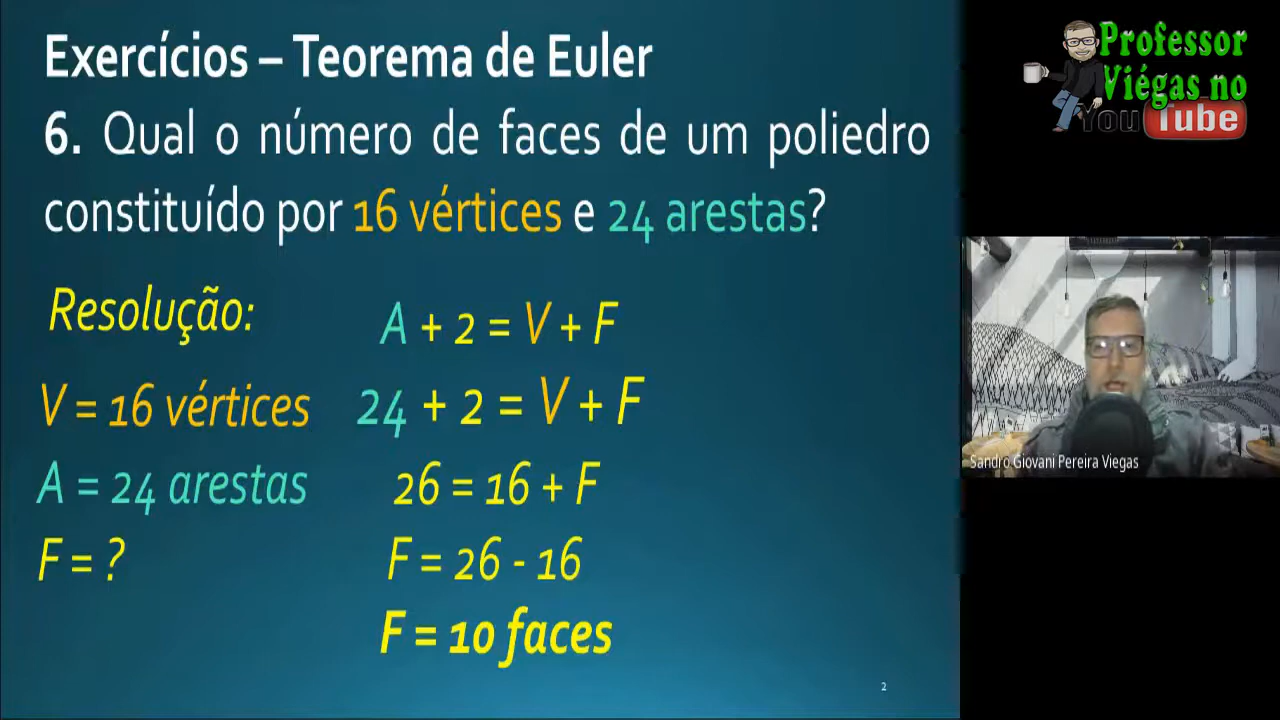 Exercícios – Teorema de Euler
6. Qual o número de faces de um poliedro
constituído por 16 vértices e 24 arestas?
Resolução:
V = 16 vértices
A = 24 arestas
F = ?
A + 2 = V + F
24 + 2 = V + F
26 = 16 + F
F = 26 - 16
F = 10 faces
2
Professor
Viégas no
YouTube
Sandro Giovani Pereira Viegas